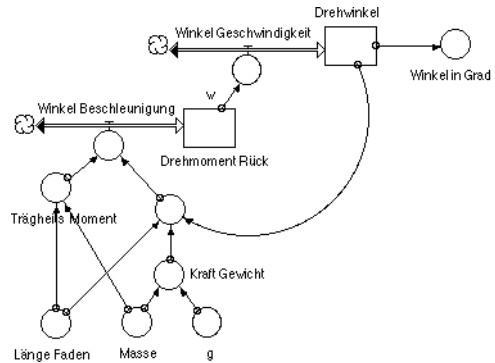 Drehwinkel
Winkel Geschwindigkeit
Winkel in Grad
w
Winkel Beschleunigung
Drehmoment Rück
Trägheits Moment
Kraft Gewicht
Länge Faden
Masse
g